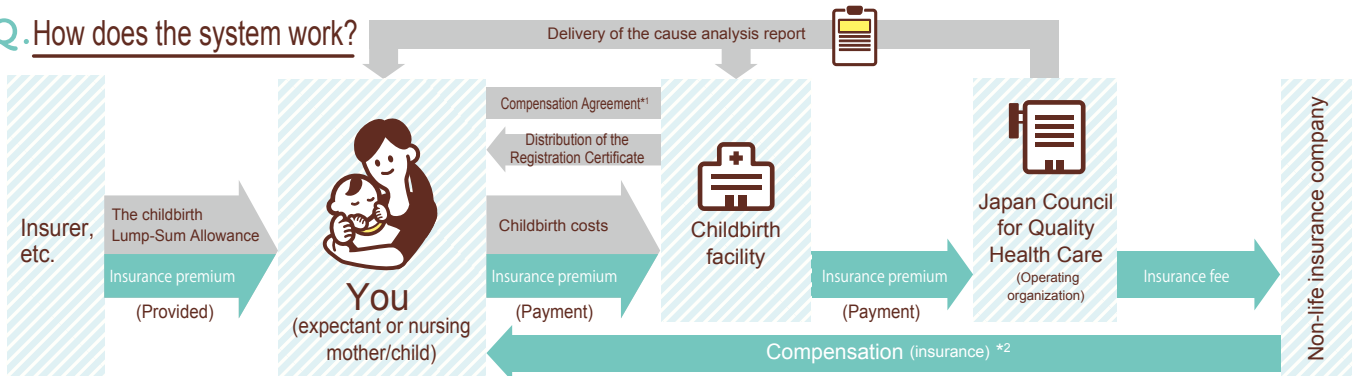 Q. How does the system work?
Delivery of the cause analysis report
Insurer,
etc.
The childbirth
Lump-Sum Allowance
Insurance premium
(Provided)
You
(expectant or nursing
mother/child)
Compensation Agreement*1
Distribution of the
Registration Certificate
Childbirth costs
Insurance premium
(Payment)
Childbirth
facility
Insurance premium
(Payment)
Japan Council
for Quality
Health Care
(Operating
organization)
Insurance fee
Non-life insurance company
Compensation (insurance) *2